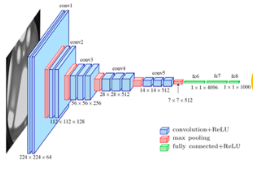 conv1
conv2
conv3
conv4
conv5
fc6
fc7
fc8
1 × 1 × 4096
1 × 1 × 1000
7 × 7 × 512
14 × 14 × 512
28 × 28 × 512
56 × 56 × 256
112 × 112 × 128
224 × 224 × 64
convolution+ReLU
max pooling
fully connected+ReLU